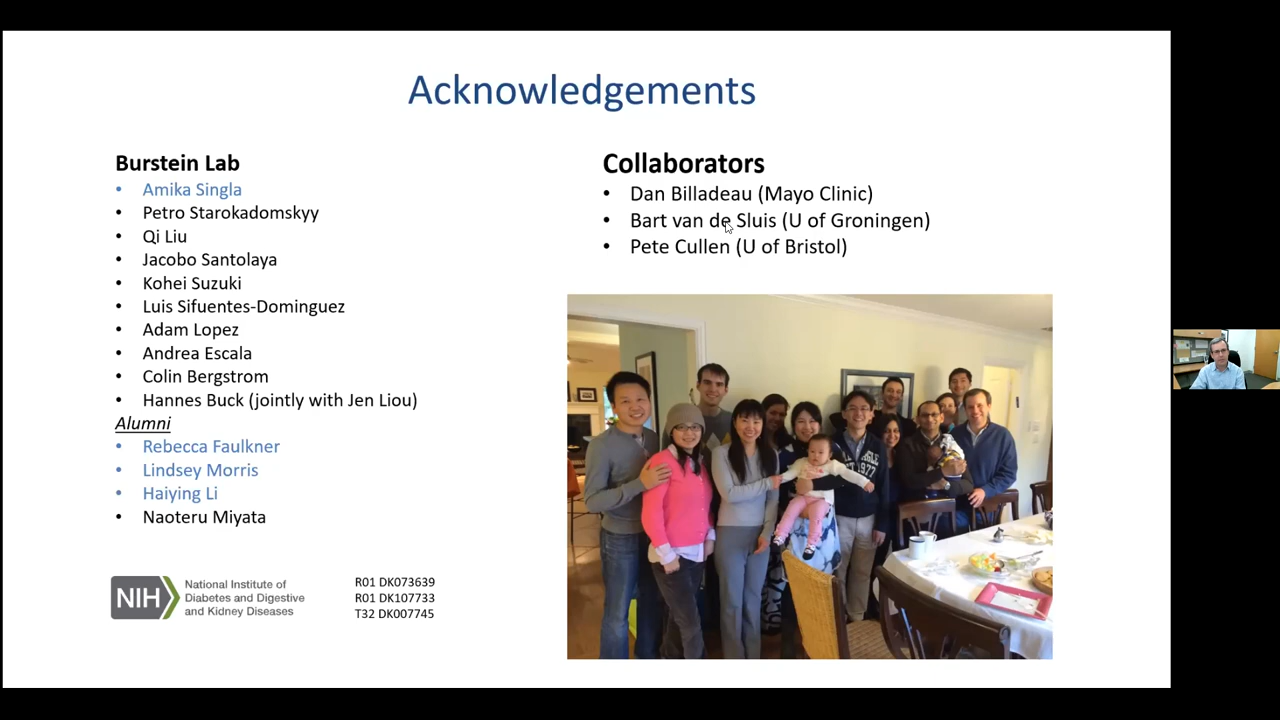 Acknowledgements
Burstein Lab
• Amika Singla
• Petro Starokadomskyy
• Qi Liu
• Jacobo Santolaya
• Kohei Suzuki
• Luis Sifuentes-Dominguez
• Adam Lopez
• Andrea Escala
• Colin Bergstrom
• Hannes Buck (jointly with Jen Liou)
Alumni
• Rebecca Faulkner
• Lindsey Morris
• Haiying Li
• Naoteru Miyata
NIH
National Institute of
Diabetes and Digestive
and Kidney Diseases
R01 DK073639
R01 DK107733
T32 DK007745
Collaborators
• Dan Billadeau (Mayo Clinic)
• Bart van de Sluis (U of Groningen)
• Pete Cullen (U of Bristol)
1977